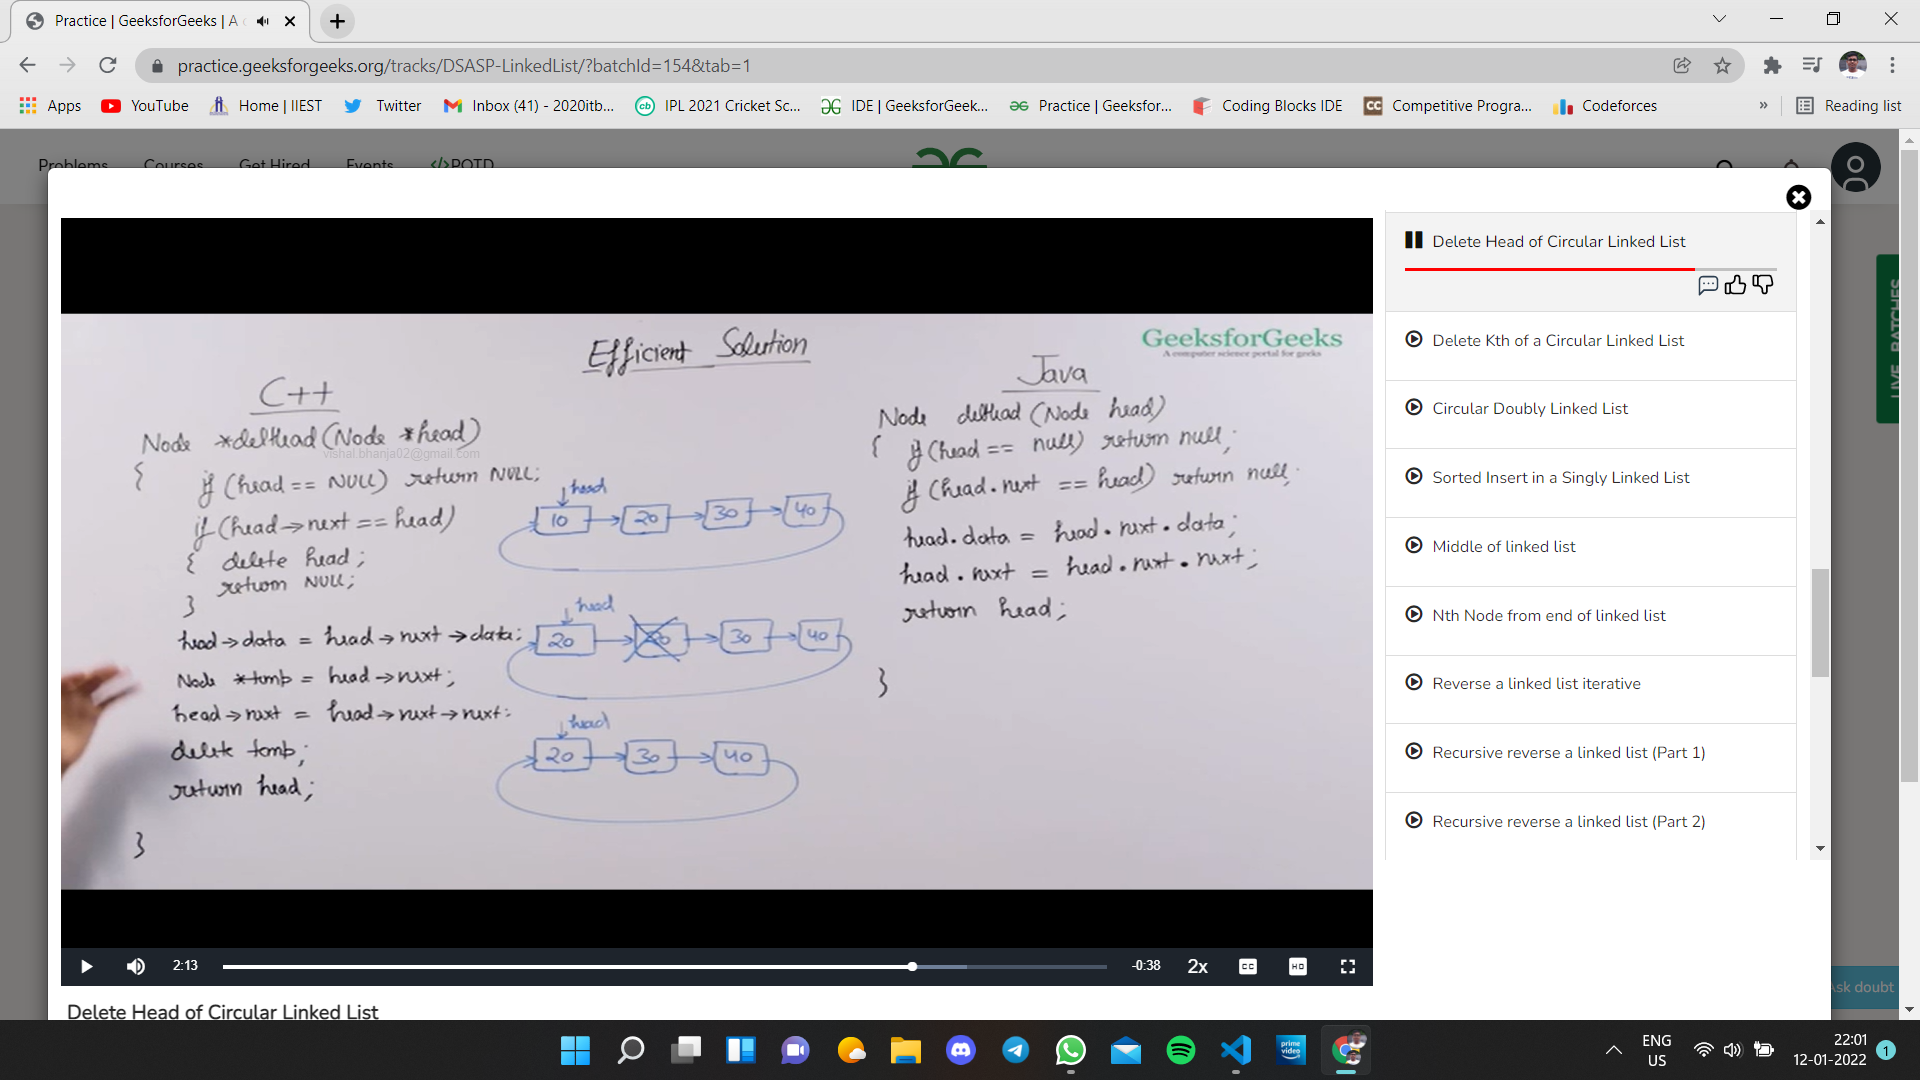 Practice | GeeksforGeeks | A
practice.geeksforgeeks.org/tracks/DSASP-LinkedList/?batchId=154&tab=1
Apps YouTube Home | IIEST Twitter Inbox (41) - 2020itb... IPL 2021 Cricket Sc... IDE | GeeksforGeek... Practice | Geeksfor... Coding Blocks IDE Competitive Progra... Codeforces » Reading list
Problems Courses Get Hired Events POTD
LIVE BATCHES
Efficient Solution
GeeksforGeeks
A computer science portal for geeks
C++
Node *delHead(Node *head)
vishal.bhanja02@gmail.com
{ if (head == NULL) return NULL;
if (head->next == head)
{ delete head;
return NULL;
}
head->data = head->next->data;
Node *temp = head->next;
head->next = head->next->next;
delete temp;
return head;
}
head
10 20 30 40
head
20 20 30 40
head
20 30 40
Java
Node delHead(Node head)
{ if (head == null) return null;
if (head.next == head) return null;
head.data = head.next.data;
head.next = head.next.next;
return head;
}
Delete Head of Circular Linked List
Delete Kth of a Circular Linked List
Circular Doubly Linked List
Sorted Insert in a Singly Linked List
Middle of linked list
Nth Node from end of linked list
Reverse a linked list iterative
Recursive reverse a linked list (Part 1)
Recursive reverse a linked list (Part 2)
2:13 -0:38 2x CC HD
Delete Head of Circular Linked List
Ask doubt
prime video
ENG
US
22:01
12-01-2022
1